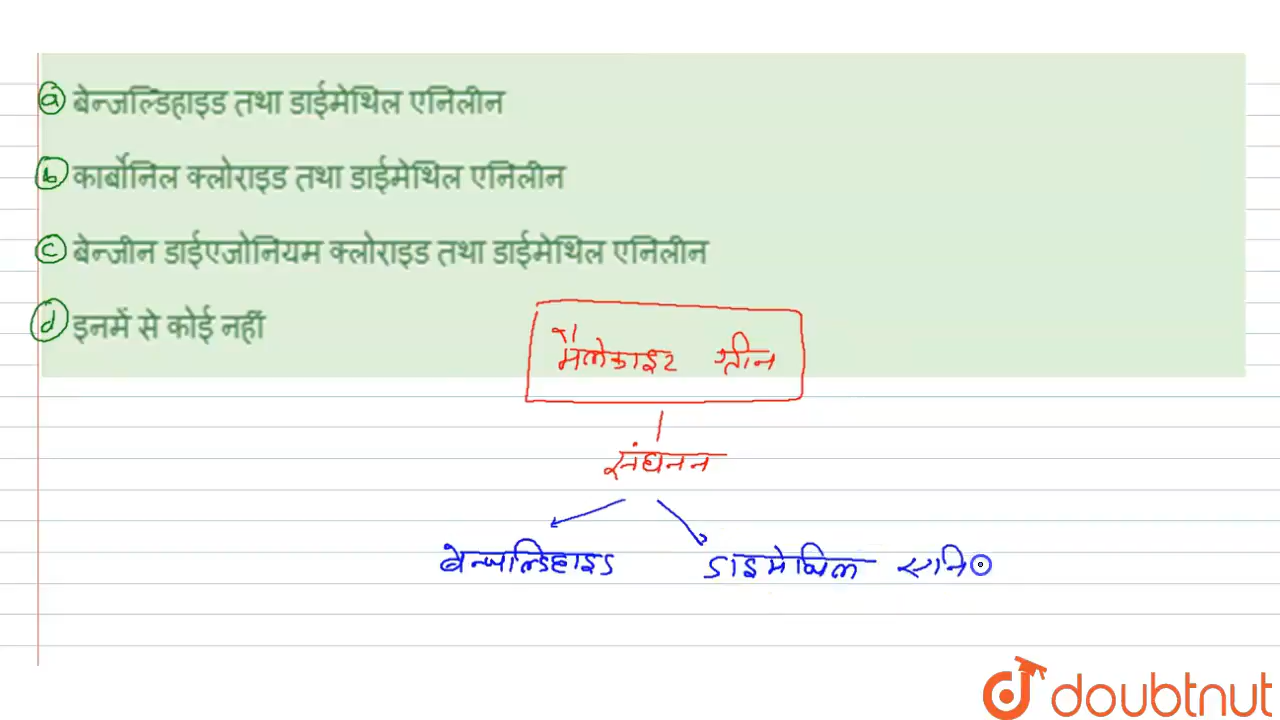 a बेन्जल्डिहाइड तथा डाईमेथिल एनिलीन
b कार्बोनिल क्लोराइड तथा डाईमेथिल एनिलीन
c बेन्जीन डाईएजोनियम क्लोराइड तथा डाईमेथिल एनिलीन
d इनमें से कोई नहीं
मैलेकाइट ग्रीन
संघनन
बेन्जल्डिहाइड डाइमेथिल एनि
doubtnut